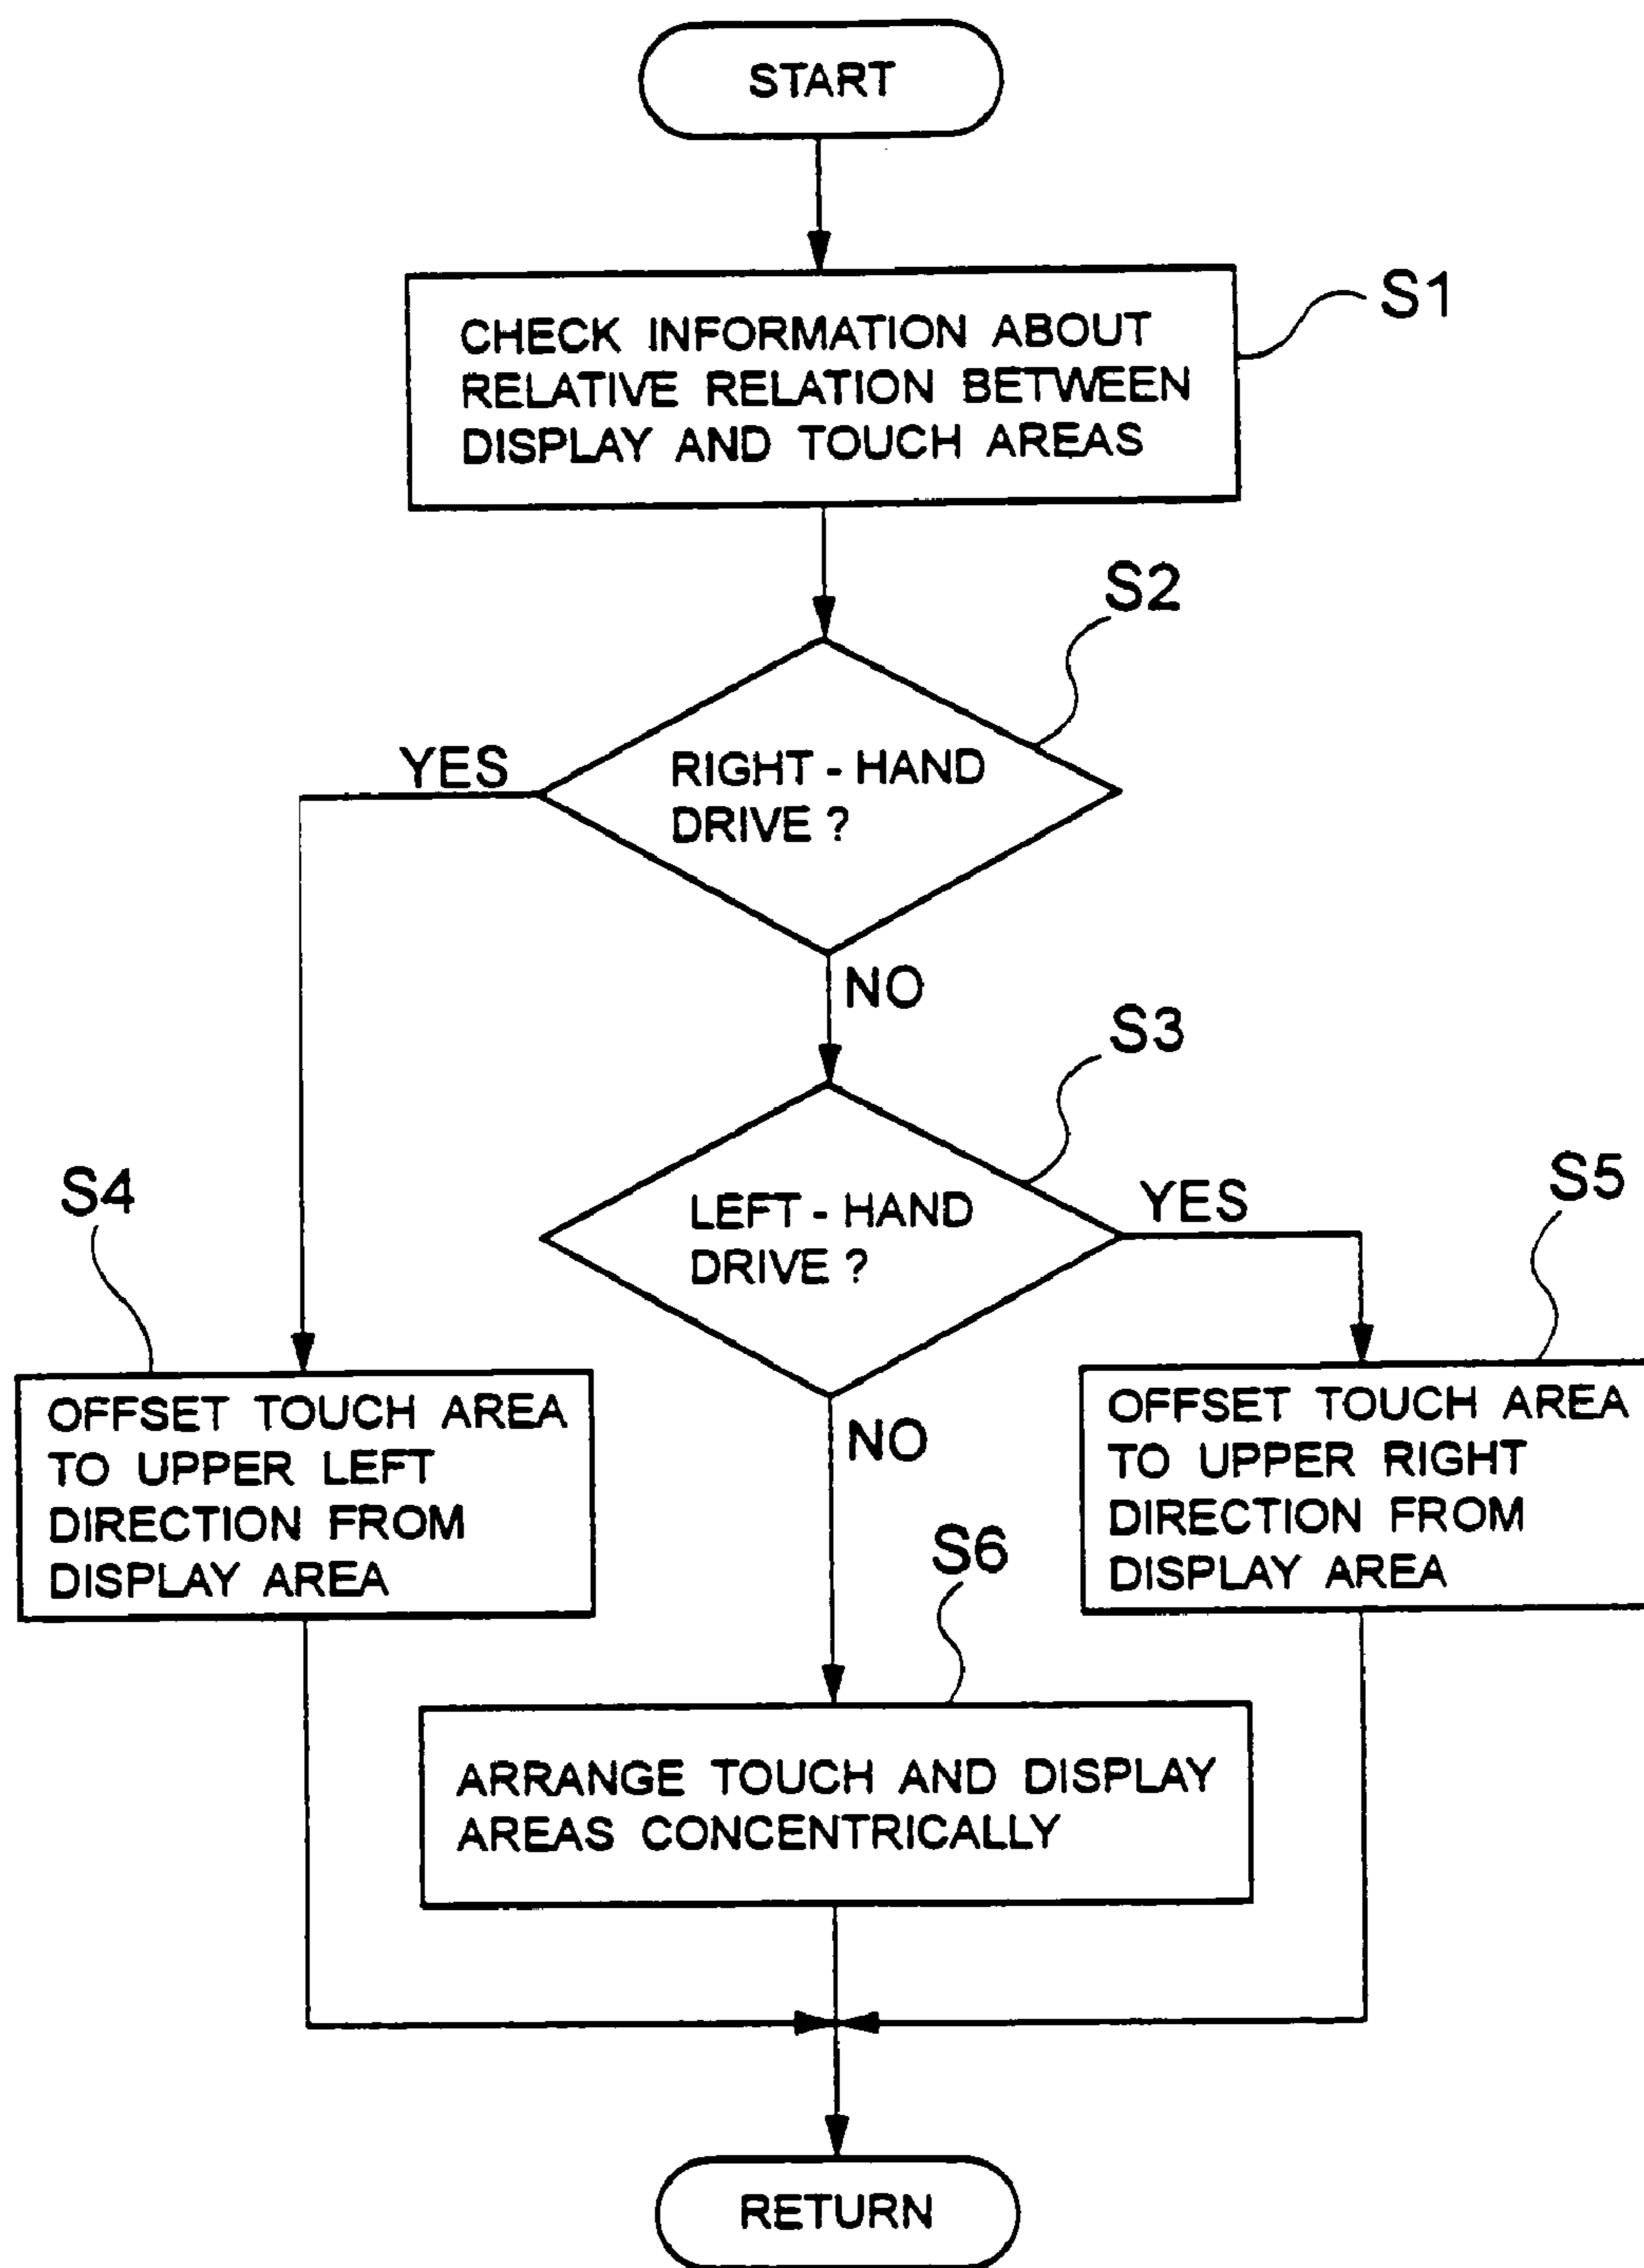 START
CHECK INFORMATION ABOUT
RELATIVE RELATION BETWEEN
DISPLAY AND TOUCH AREAS
S1
S2
YES
RIGHT - HAND
DRIVE ?
NO
S3
LEFT - HAND
DRIVE ?
YES
S4
S5
OFFSET TOUCH AREA
TO UPPER LEFT
DIRECTION FROM
DISPLAY AREA
NO
OFFSET TOUCH AREA
TO UPPER RIGHT
DIRECTION FROM
DISPLAY AREA
S6
ARRANGE TOUCH AND DISPLAY
AREAS CONCENTRICALLY
RETURN